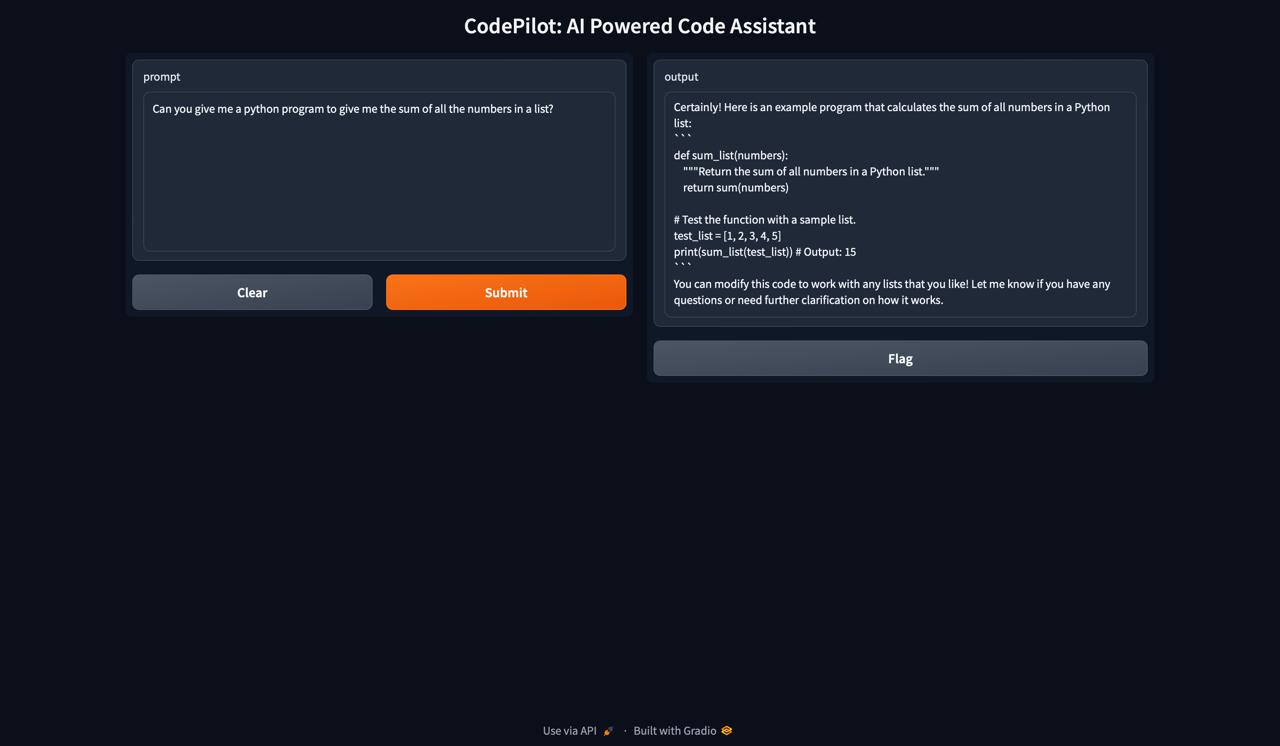 CodePilot: AI Powered Code Assistant
prompt
Can you give me a python program to give me the sum of all the numbers in a list?
Clear
Submit
output
Certainly! Here is an example program that calculates the sum of all numbers in a Python
list:
```
def sum_list(numbers):
    """Return the sum of all numbers in a Python list."""
    return sum(numbers)

# Test the function with a sample list.
test_list = [1, 2, 3, 4, 5]
print(sum_list(test_list)) # Output: 15
```
You can modify this code to work with any lists that you like! Let me know if you have any
questions or need further clarification on how it works.
Flag
Use via API · Built with Gradio